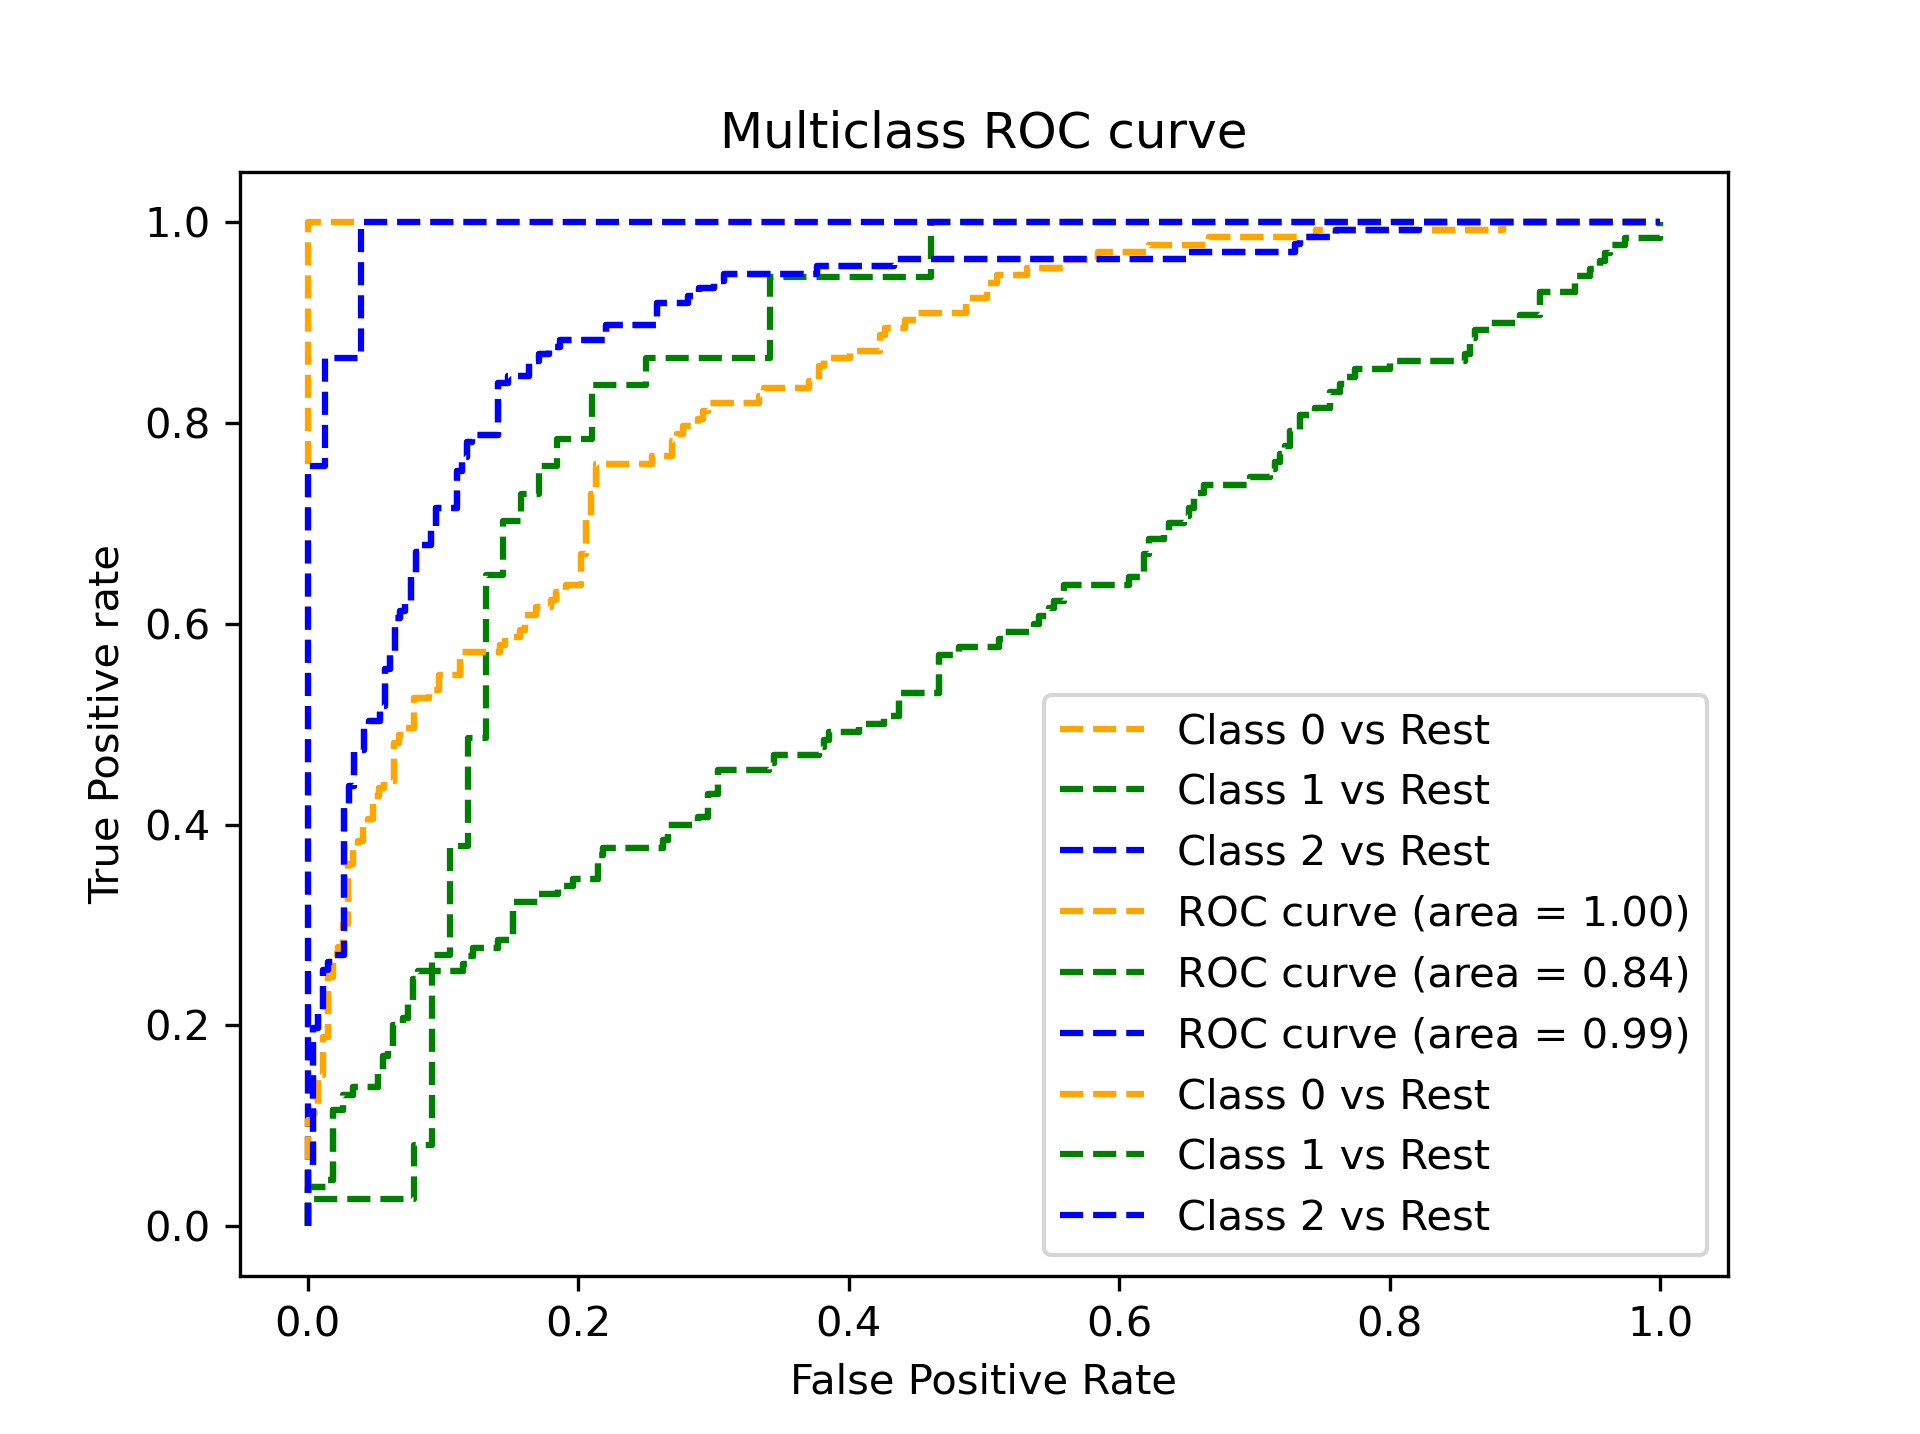 Multiclass ROC curve
True Positive rate
1.0
0.8
0.6
0.4
0.2
0.0
Class 0 vs Rest
Class 1 vs Rest
Class 2 vs Rest
ROC curve (area = 1.00)
ROC curve (area = 0.84)
ROC curve (area = 0.99)
Class 0 vs Rest
Class 1 vs Rest
Class 2 vs Rest
0.0 0.2 0.4 0.6 0.8 1.0
False Positive Rate